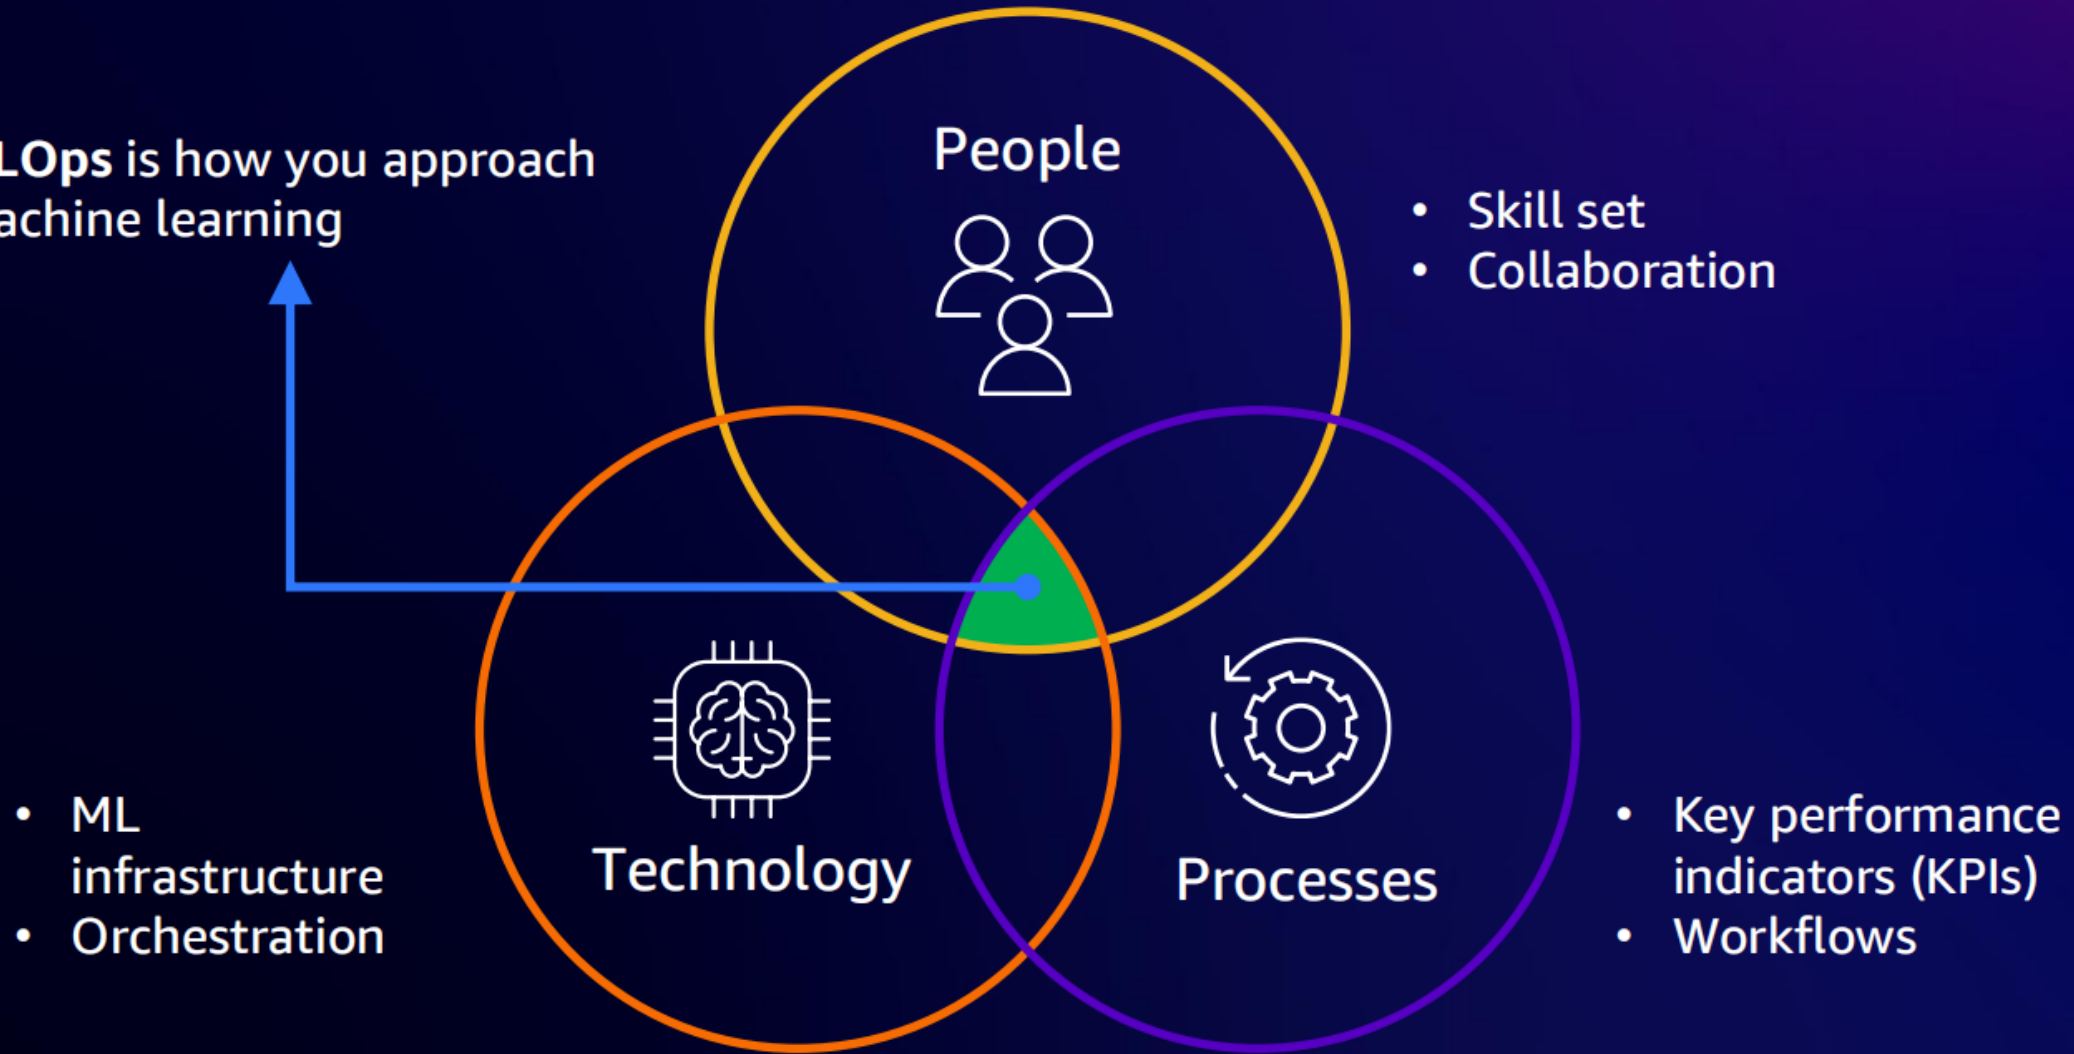 LOps is how you approach
achine learning
People
• Skill set
• Collaboration
• ML
infrastructure
• Orchestration
Technology
Processes
• Key performance
indicators (KPIs)
• Workflows